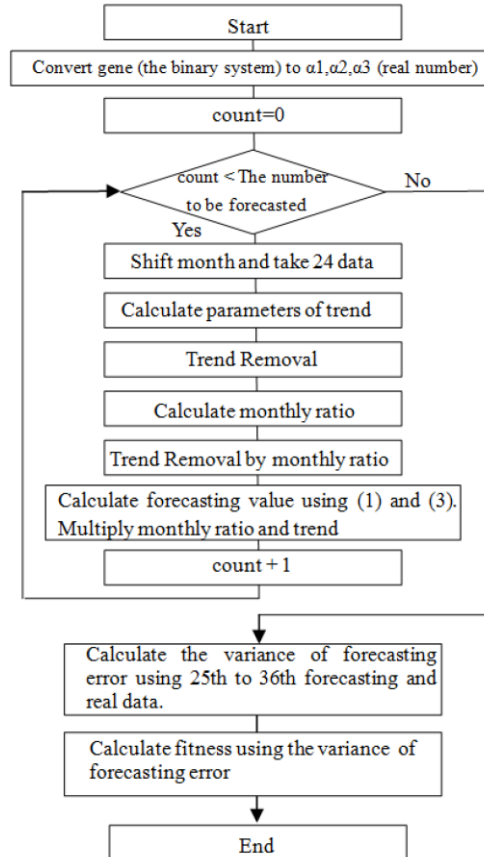 Start
Convert gene (the binary system) to α1,α2,α3 (real number)
count=0
count < The number
to be forecasted
No
Yes
Shift month and take 24 data
Calculate parameters of trend
Trend Removal
Calculate monthly ratio
Trend Removal by monthly ratio
Calculate forecasting value using (1) and (3).
Multiply monthly ratio and trend
count + 1
Calculate the variance of forecasting
error using 25th to 36th forecasting and
real data.
Calculate fitness using the variance of
forecasting error
End